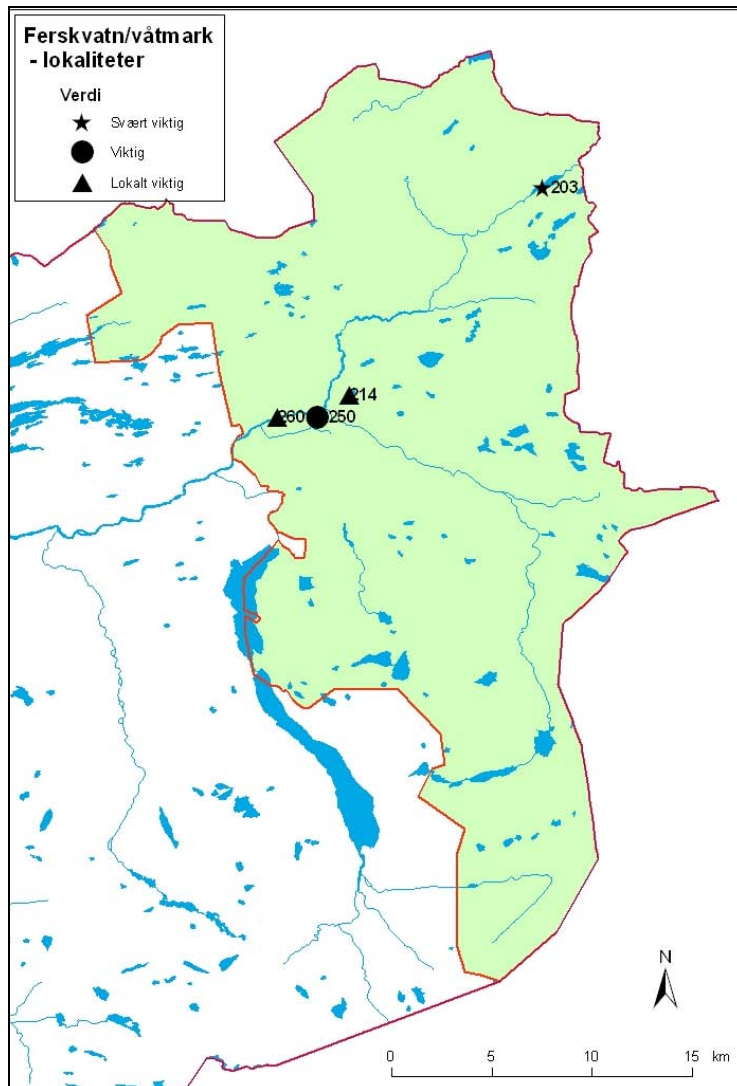 Ferskvatn/våtmark
- lokaliteter
Verdi
Svært viktig
Viktig
Lokalt viktig
203
214
260
250
N
0 5 10 15 km